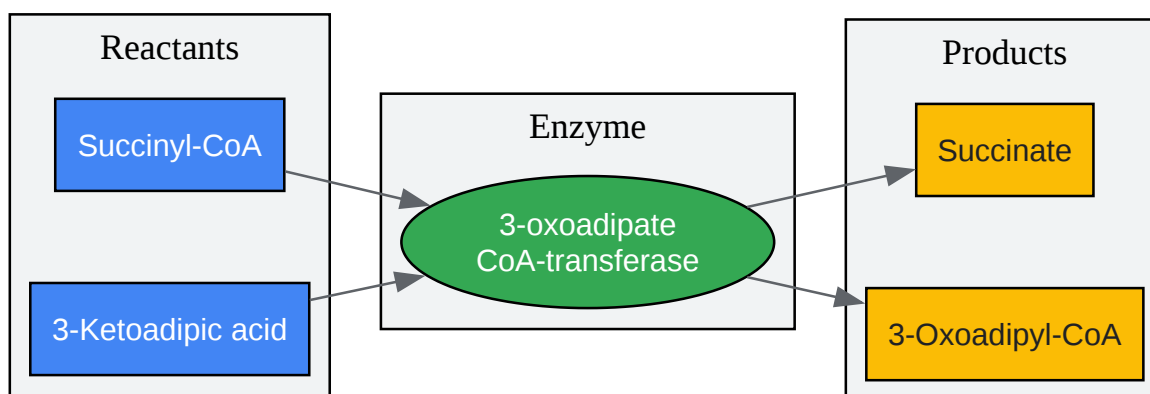 Reactants
Succinyl-CoA
3-Ketoadipic acid
Enzyme
3-oxoadipate
CoA-transferase
Products
Succinate
3-Oxoadipyl-CoA